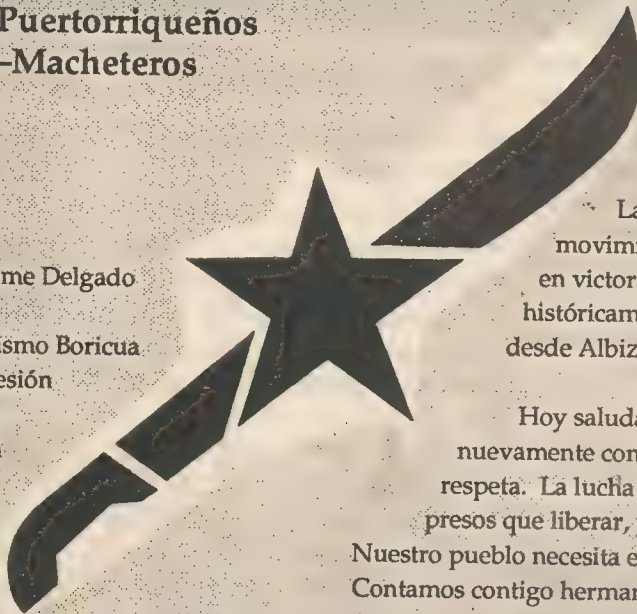 Puertorriqueños
–Macheteros
me Delgado
ismo Boricua
esión
La
movim
en victor
históricam
desde Albiz
Hoy saluda
nuevamente con
respeta. La lucha
presos que liberar,
Nuestro pueblo necesita e
Contamos contigo herman